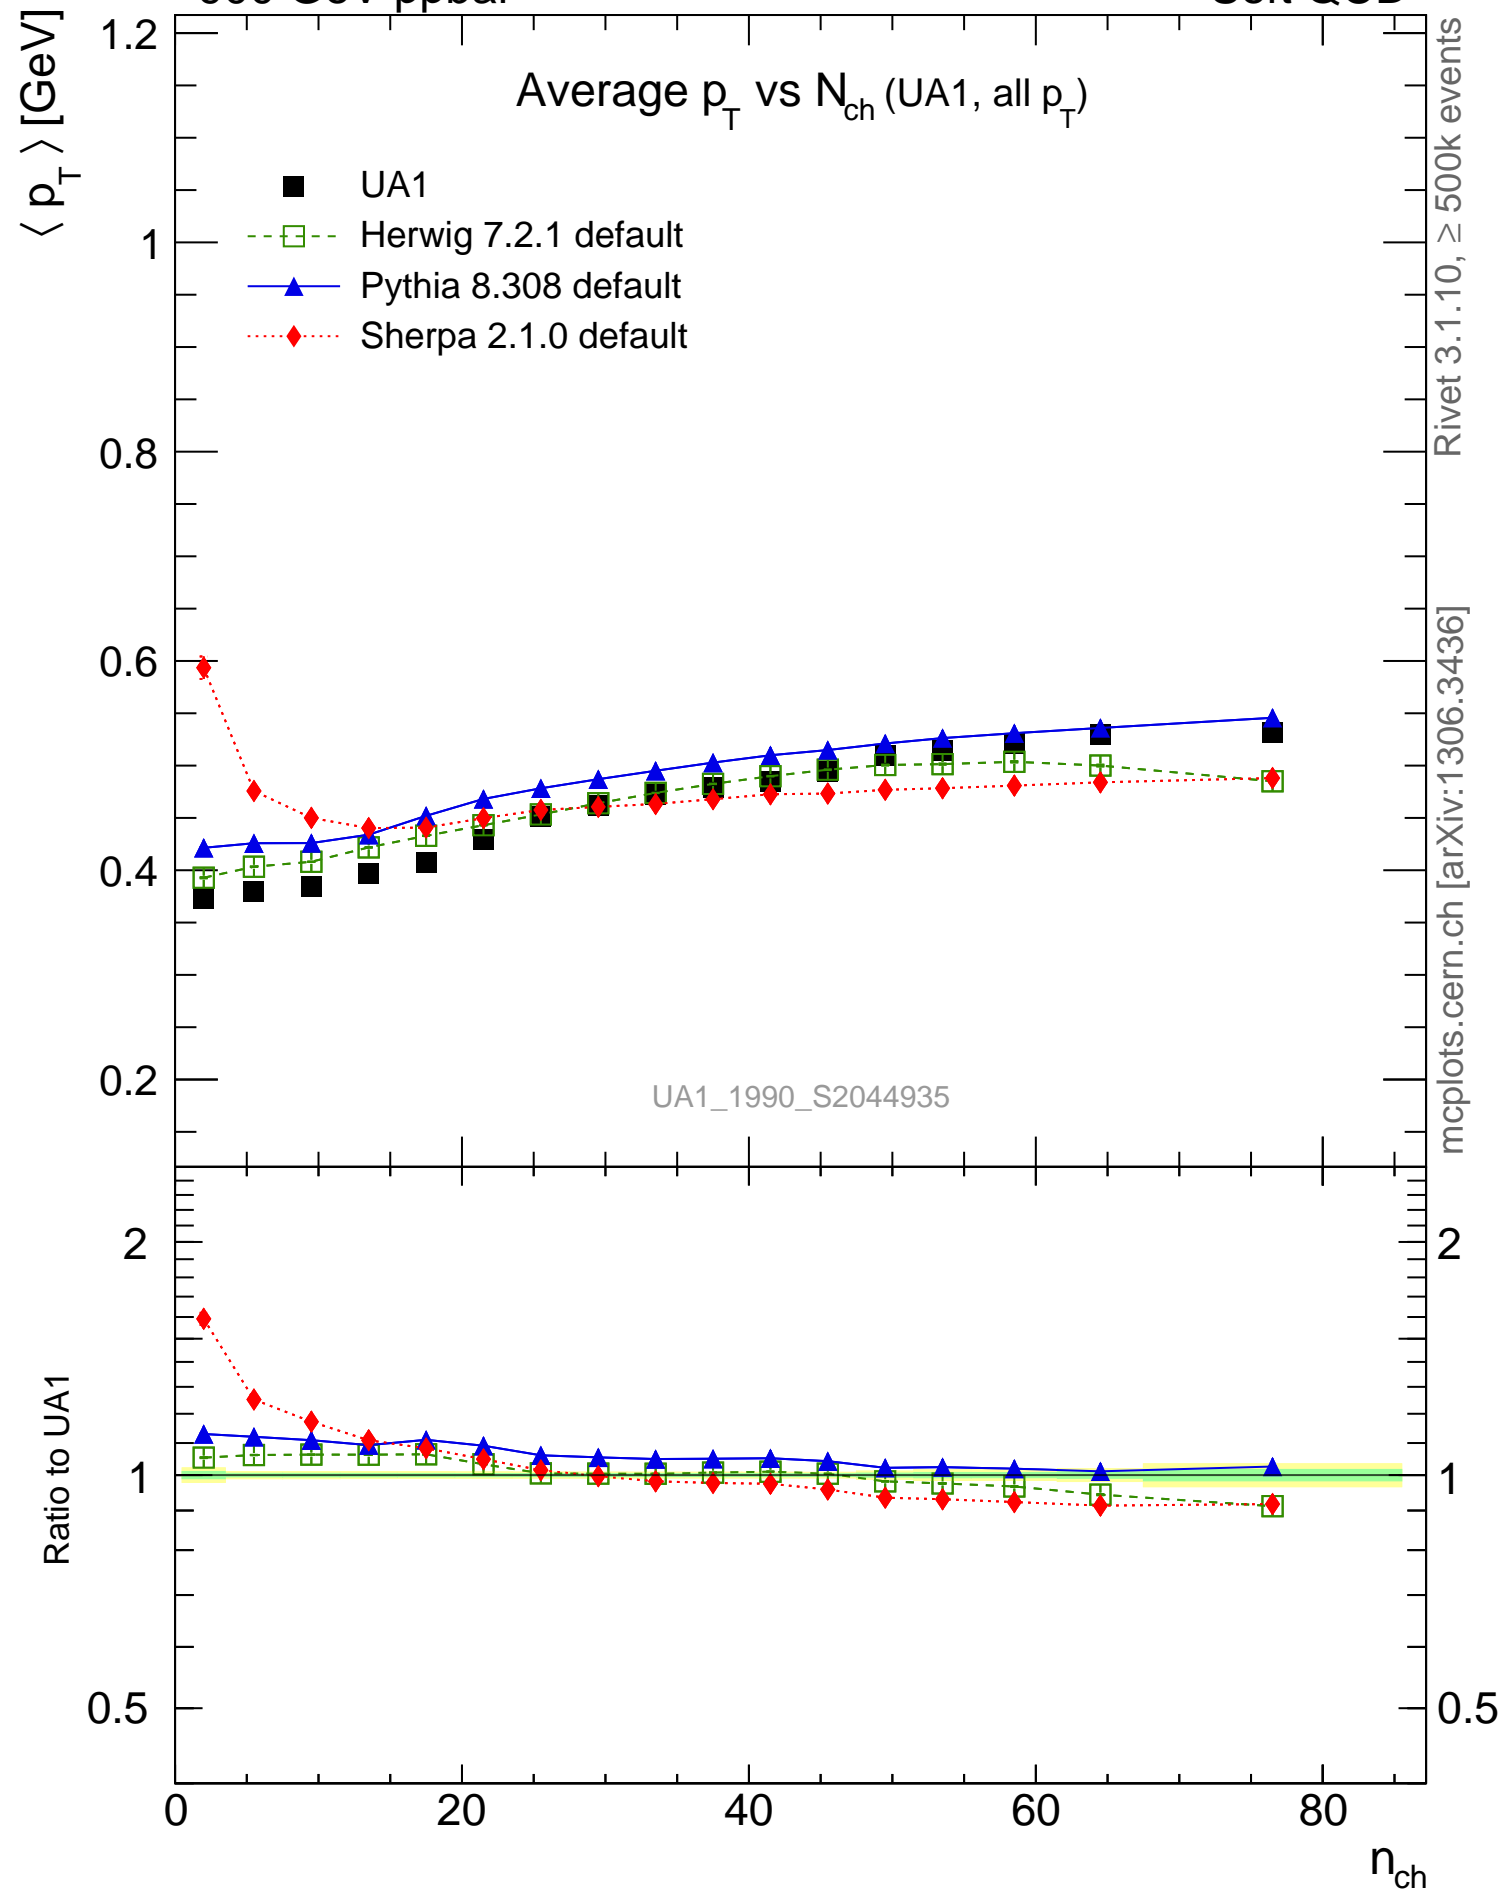 ⟨ p_T ⟩ [GeV]
Average p_T vs N_ch (UA1, all p_T)
UA1
Herwig 7.2.1 default
Pythia 8.308 default
Sherpa 2.1.0 default
1.2
1
0.8
0.6
0.4
0.2
UA1_1990_S2044935
Rivet 3.1.10, ≥ 500k events
mcplots.cern.ch [arXiv:1306.3436]
Ratio to UA1
2
1
0.5
2
1
0.5
0
20
40
60
80
n_ch